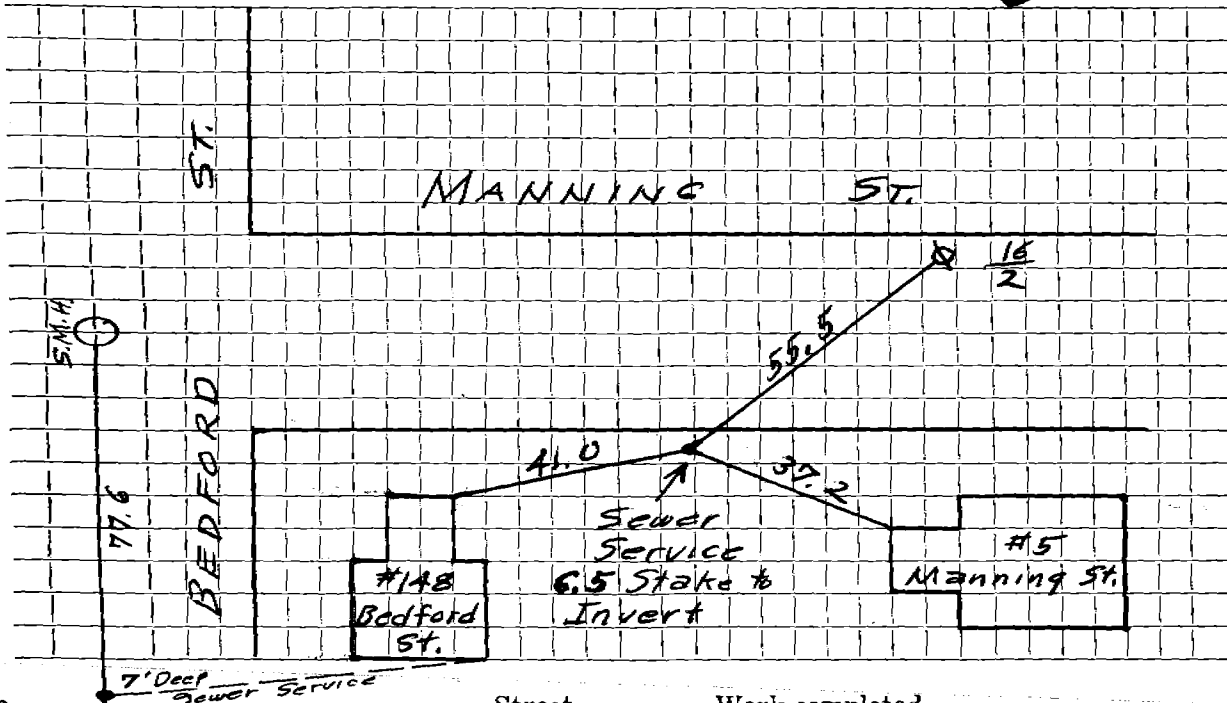 MANNING ST.
BEDFORD ST.
S.M.H.
16
2
55.5
41.0
37.2
77.6
Sewer
Service
6.5 Stake to
Invert
#148
Bedford
St.
#5
Manning St.
7' Deep
Sewer Service
Street
Work completed